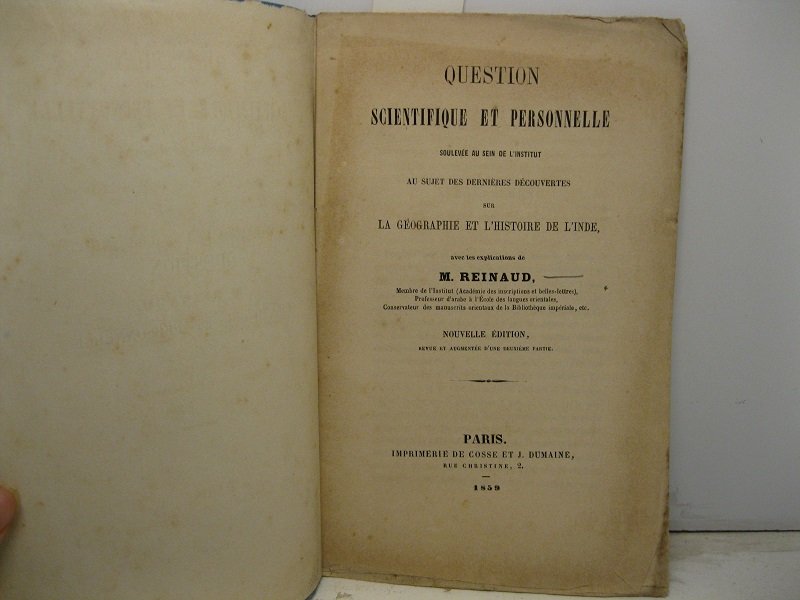 QUESTION
SCIENTIFIQUE ET PERSONNELLE
SOULEVÉE AU SEIN DE L'INSTITUT
AU SUJET DES DERNIÈRES DÉCOUVERTES
SUR
LA GÉOGRAPHIE ET L'HISTOIRE DE L'INDE,
avec les explications de
M. REINAUD,
Membre de l'Institut (Académie des inscriptions et belles-lettres),
Professeur d'arabe à l'École des langues orientales,
Conservateur des manuscrits orientaux de la Bibliothèque impériale, etc.
NOUVELLE ÉDITION,
REVUE ET AUGMENTÉE D'UNE DEUXIÈME PARTIE.
PARIS.
IMPRIMERIE DE COSSE ET J. DUMAINE,
RUE CHRISTINE, 2.
1859